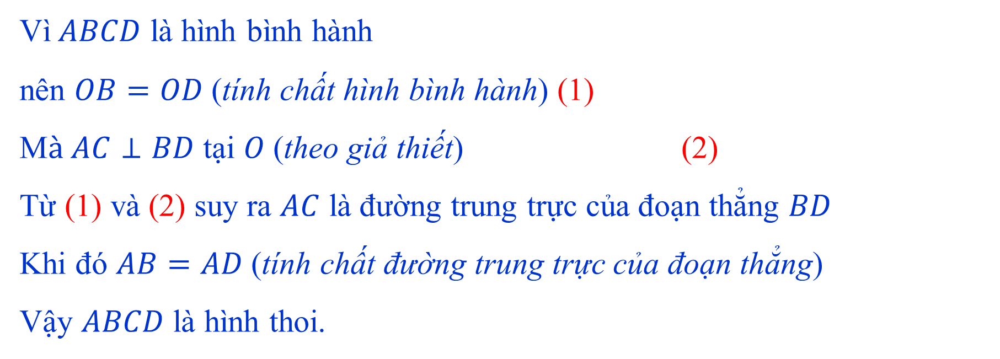 Vì ABCD là hình bình hành
nên OB = OD (tính chất hình bình hành) (1)
Mà AC ⊥ BD tại O (theo giả thiết) (2)
Từ (1) và (2) suy ra AC là đường trung trực của đoạn thẳng BD
Khi đó AB = AD (tính chất đường trung trực của đoạn thẳng)
Vậy ABCD là hình thoi.